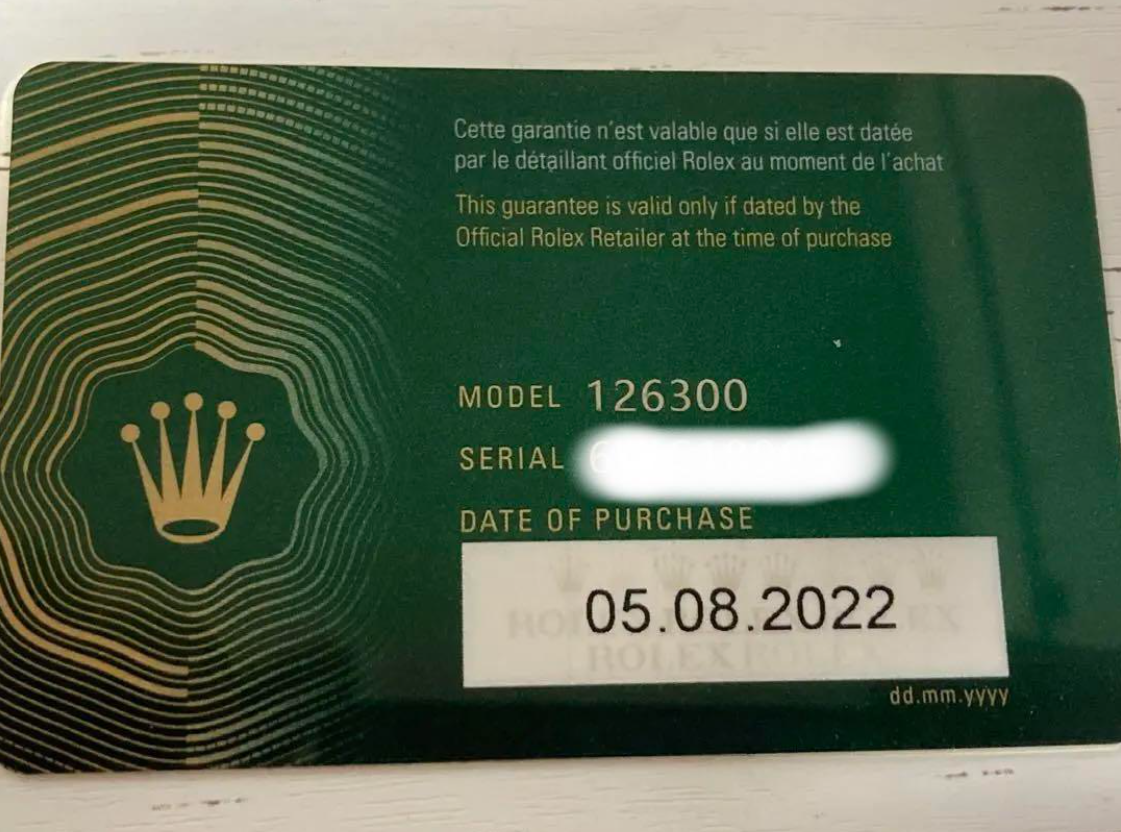 Cette garantie n'est valable que si elle est datée
par le détaillant officiel Rolex au moment de l'achat
This guarantee is valid only if dated by the
Official Rolex Retailer at the time of purchase
MODEL 126300
SERIAL
DATE OF PURCHASE
05.08.2022
dd.mm.yyyy